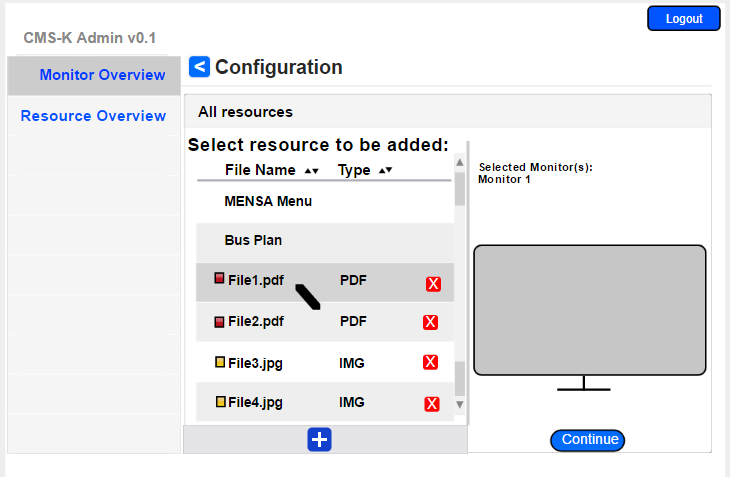 Logout
CMS-K Admin v0.1
Monitor Overview
Resource Overview
< Configuration
All resources
Select resource to be added:
File Name ▲▼ Type ▲▼
MENSA Menu
Bus Plan
File1.pdf PDF X
File2.pdf PDF X
File3.jpg IMG X
File4.jpg IMG X
+
Selected Monitor(s):
Monitor 1
Continue